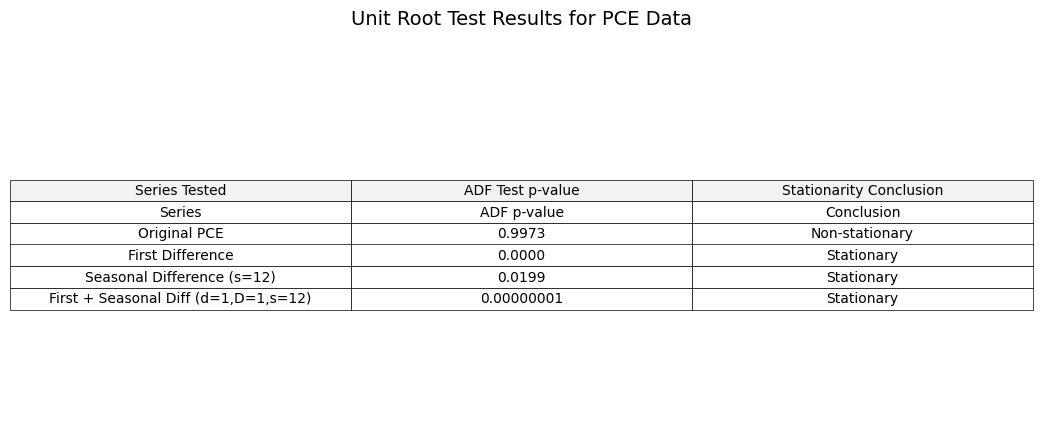 Unit Root Test Results for PCE Data
Series Tested ADF Test p-value Stationarity Conclusion
Series ADF p-value Conclusion
Original PCE 0.9973 Non-stationary
First Difference 0.0000 Stationary
Seasonal Difference (s=12) 0.0199 Stationary
First + Seasonal Diff (d=1,D=1,s=12) 0.00000001 Stationary